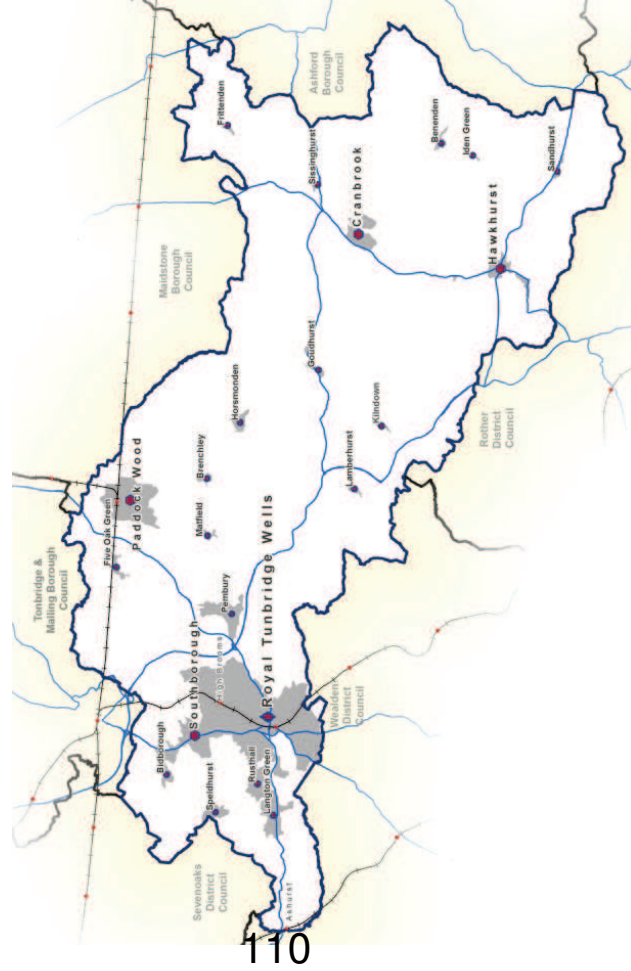 Tonbridge &
Malling Borough
Council
Maidstone
Borough
Council
Ashford
Borough
Council
Sevenoaks
District
Council
Wealden
District
Council
Rother
District
Council
Five Oak Green
Paddock Wood
Frittenden
Bidborough
Southborough
High Brooms
Speldhurst
Pembury
Matfield
Brenchley
Horsmonden
Sissinghurst
Cranbrook
Rusthall
Langton Green
Ashurst
Royal Tunbridge Wells
Goudhurst
Lamberhurst
Kilndown
Benenden
Iden Green
Hawkhurst
Sandhurst
110